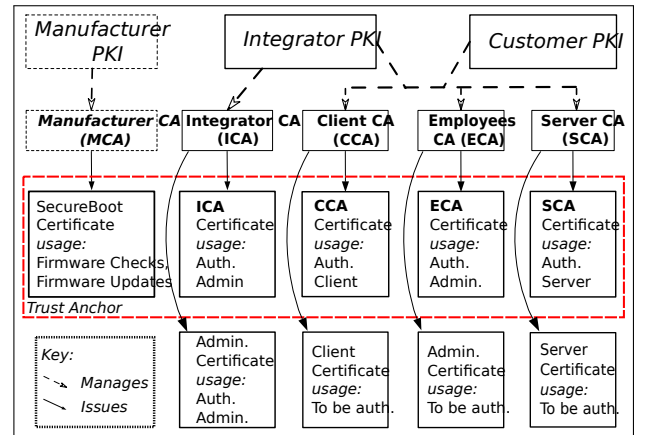 Manufacturer
PKI
Integrator PKI
Customer PKI
Manufacturer CA
(MCA)
Integrator CA
(ICA)
Client CA
(CCA)
Employees
CA (ECA)
Server CA
(SCA)
SecureBoot
Certificate
usage:
Firmware Checks,
Firmware Updates
ICA
Certificate
usage:
Auth.
Admin
CCA
Certificate
usage:
Auth.
Client
ECA
Certificate
usage:
Auth.
Admin.
SCA
Certificate
usage:
Auth.
Server
Trust Anchor
Key:
Manages
Issues
Admin.
Certificate
usage:
Auth.
Admin.
Client
Certificate
usage:
To be auth.
Admin.
Certificate
usage:
To be auth.
Server
Certificate
usage:
To be auth.